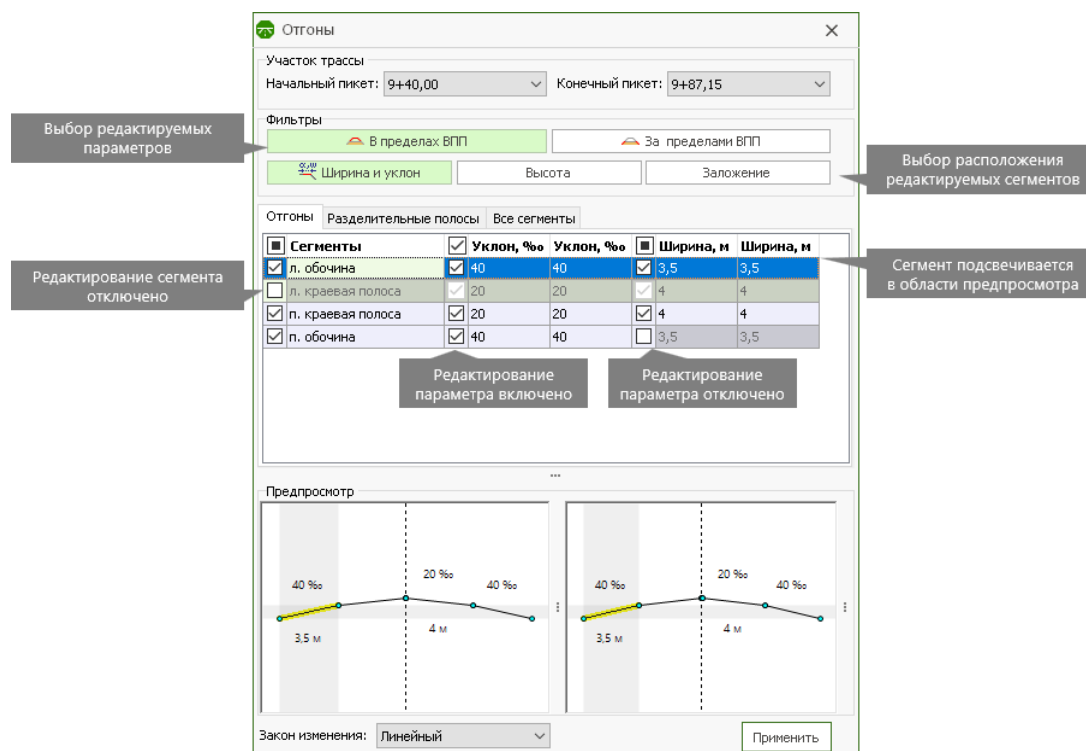 Отгоны
Участок трассы
Начальный пикет: 9+40,00 Конечный пикет: 9+87,15
Фильтры
В пределах ВПП За пределами ВПП
Ширина и уклон Высота Заложение
Выбор редактируемых
параметров
Выбор расположения
редактируемых сегментов
Отгоны Разделительные полосы Все сегменты
Сегменты Уклон, ‰ Уклон, ‰ Ширина, м Ширина, м
л. обочина 40 40 3,5 3,5
л. краевая полоса 20 20 4 4
п. краевая полоса 20 20 4 4
п. обочина 40 40 3,5 3,5
Редактирование сегмента
отключено
Сегмент подсвечивается
в области предпросмотра
Редактирование
параметра включено
Редактирование
параметра отключено
Предпросмотр
40 ‰ 20 ‰ 40 ‰
3,5 м 4 м
40 ‰ 20 ‰ 40 ‰
3,5 м 4 м
Закон изменения: Линейный Применить